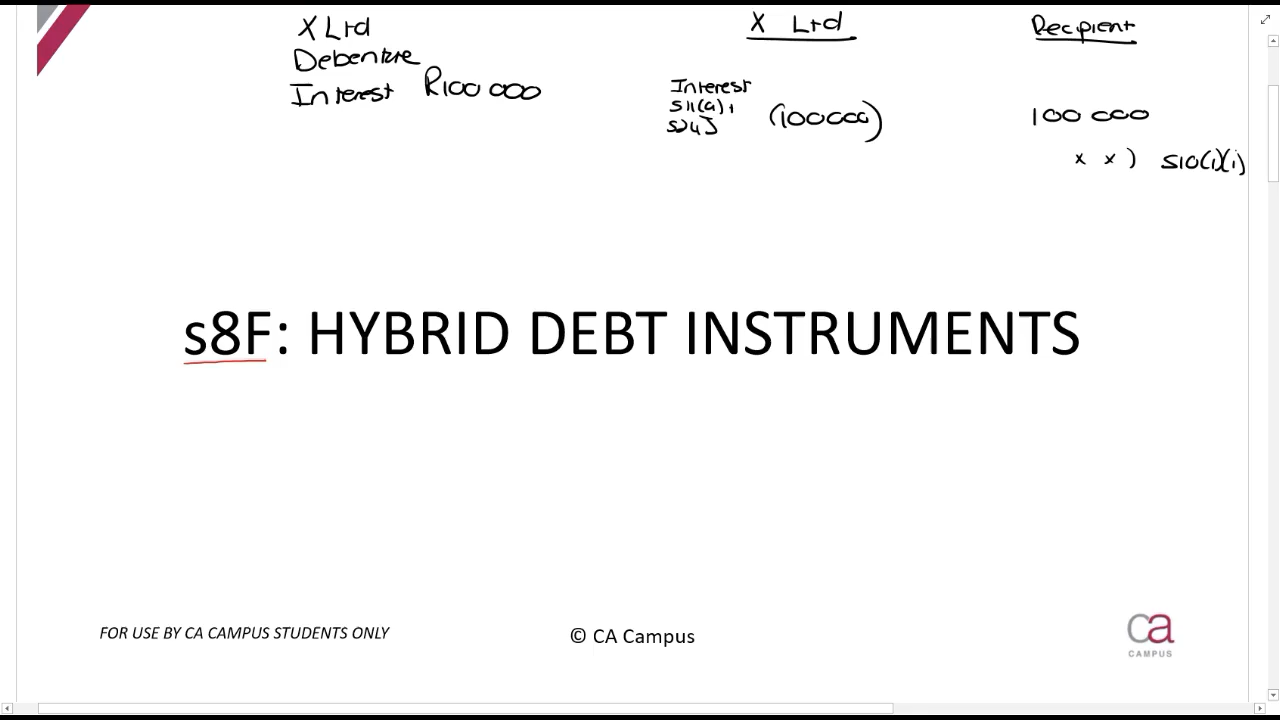 X Ltd
Debenture
Interest R100 000
X Ltd
Interest
s11(a),
s24J
(100000)
Recipient
100 000
x x) s10(1)(i)
s8F: HYBRID DEBT INSTRUMENTS
FOR USE BY CA CAMPUS STUDENTS ONLY
© CA Campus
ca
CAMPUS